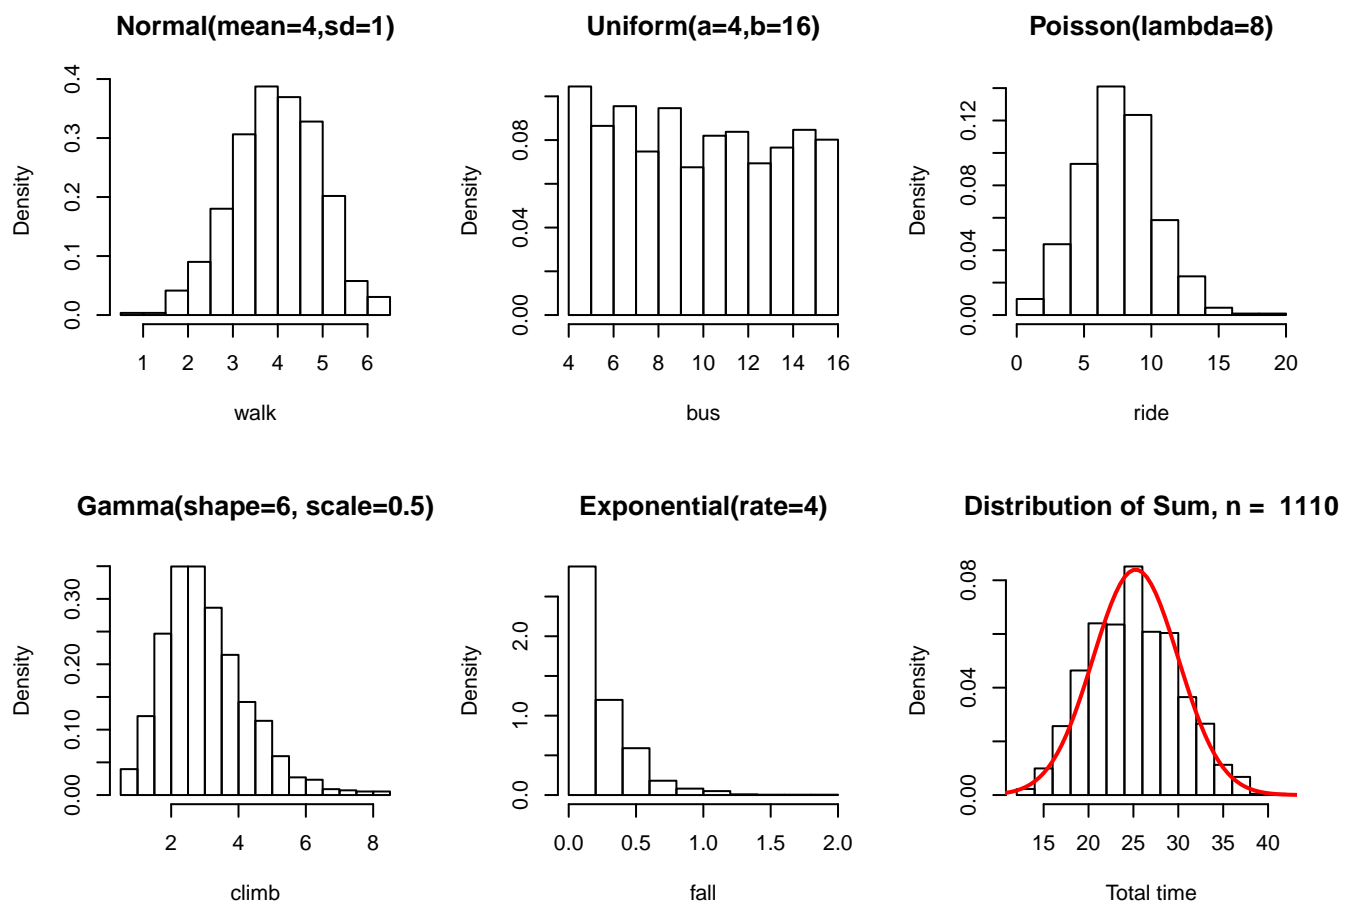 Normal(mean=4,sd=1)
Density
0.0 0.1 0.2 0.3 0.4
1 2 3 4 5 6
walk
Uniform(a=4,b=16)
Density
0.00 0.04 0.08
4 6 8 10 12 14 16
bus
Poisson(lambda=8)
Density
0.00 0.04 0.08 0.12
0 5 10 15 20
ride
Gamma(shape=6, scale=0.5)
Density
0.00 0.10 0.20 0.30
2 4 6 8
climb
Exponential(rate=4)
Density
0.0 1.0 2.0
0.0 0.5 1.0 1.5 2.0
fall
Distribution of Sum, n =  1110
Density
0.00 0.04 0.08
15 20 25 30 35 40
Total time